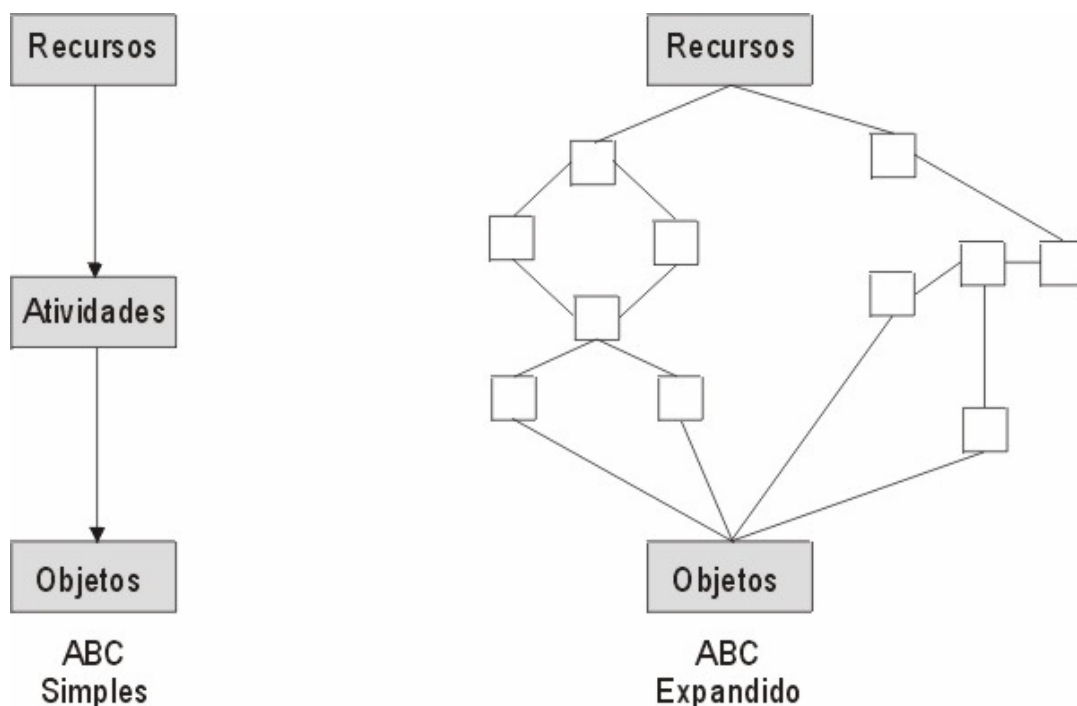 Recursos
Atividades
Objetos
ABC
Simples
Recursos
Objetos
ABC
Expandido